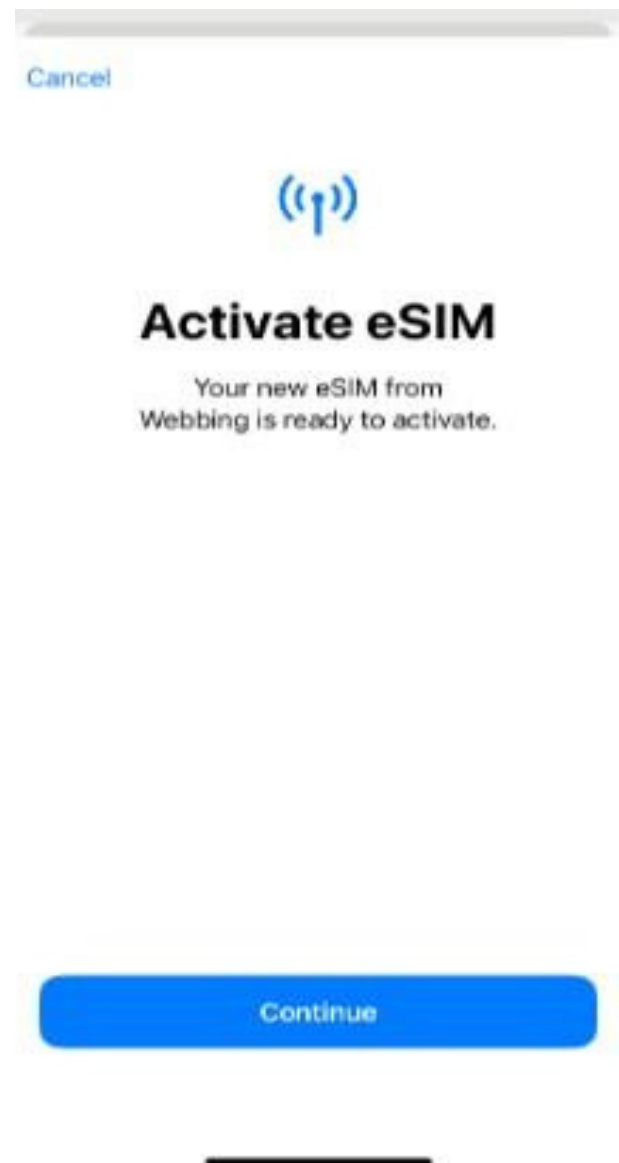 Cancel
Activate eSIM
Your new eSIM from
Webbing is ready to activate.
Continue